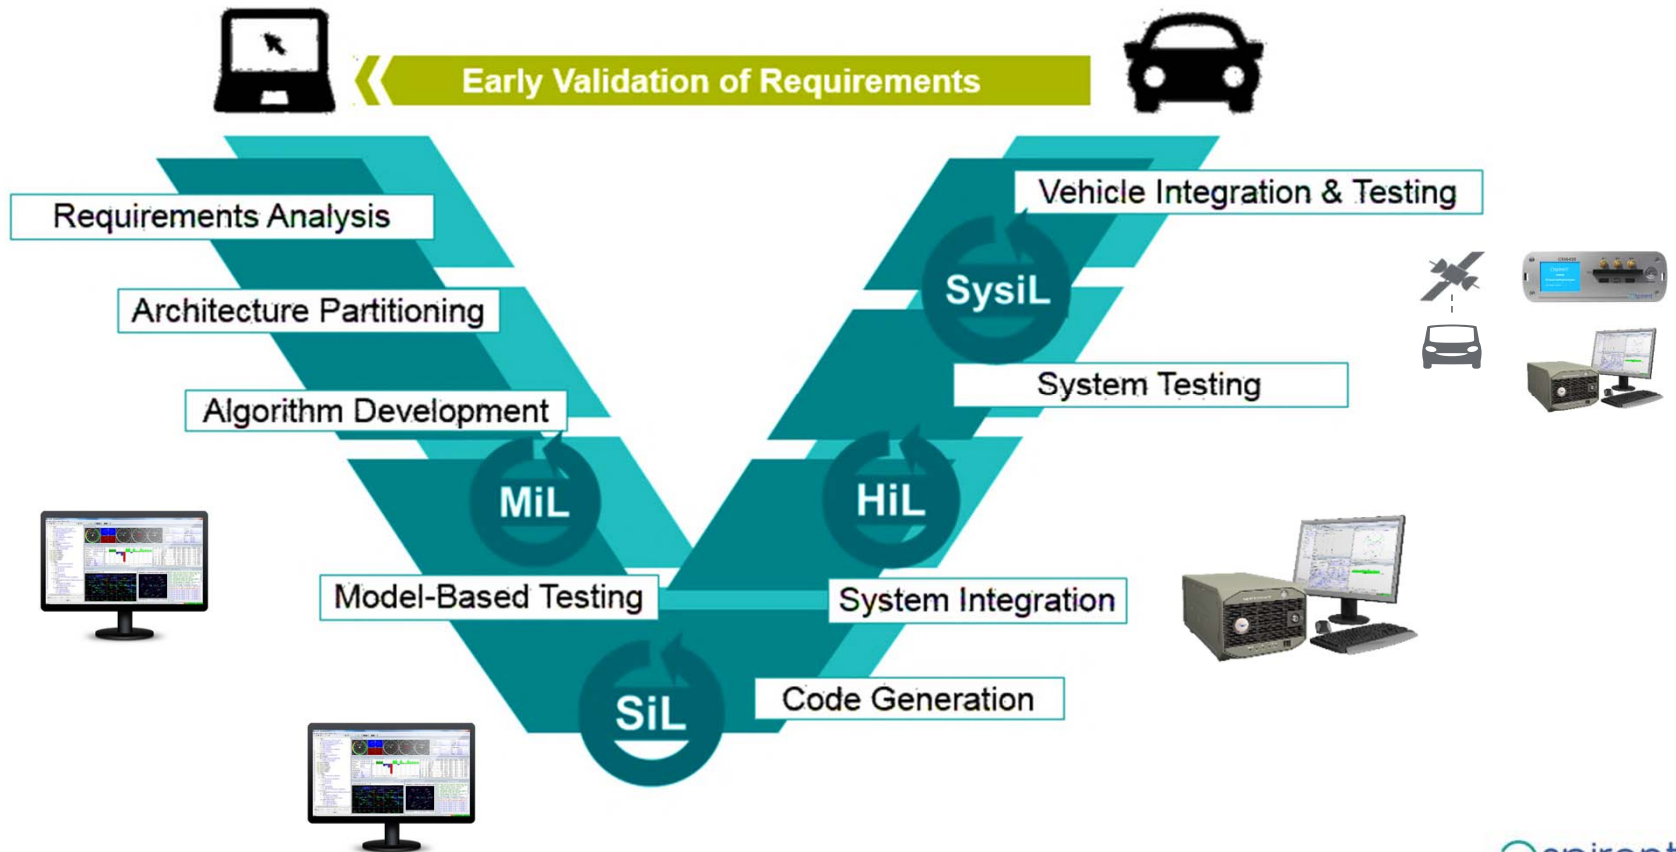 Early Validation of Requirements
Requirements Analysis
Vehicle Integration & Testing
SysiL
Architecture Partitioning
System Testing
Algorithm Development
MiL
HiL
Model-Based Testing
System Integration
SiL
Code Generation
spirent